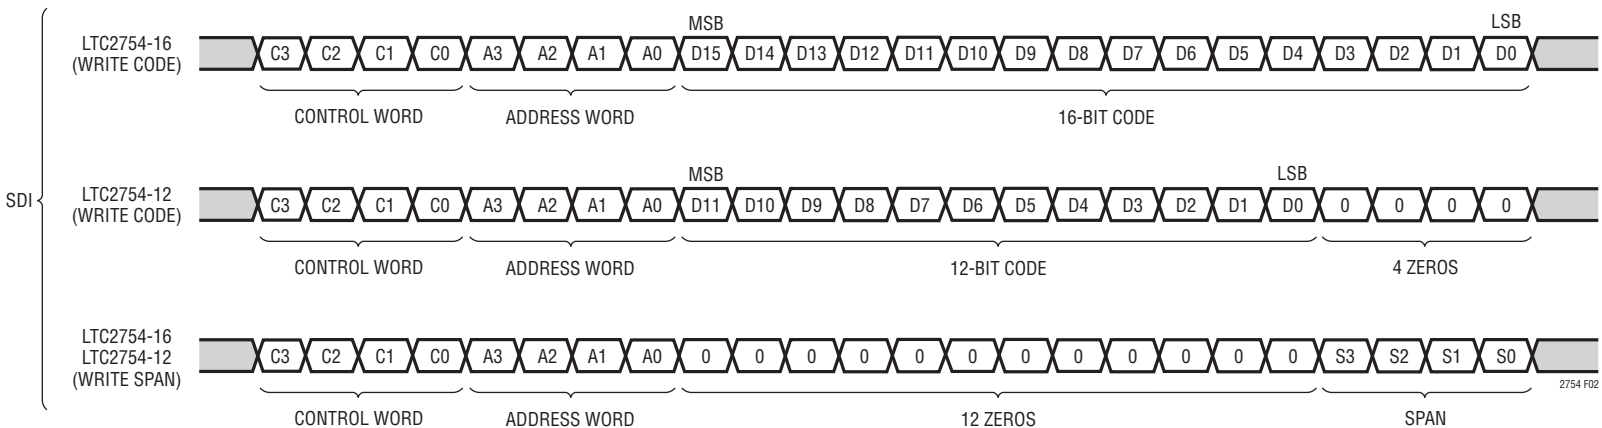 MSB LSB
LTC2754-16
(WRITE CODE)
C3 C2 C1 C0 A3 A2 A1 A0 D15 D14 D13 D12 D11 D10 D9 D8 D7 D6 D5 D4 D3 D2 D1 D0
CONTROL WORD ADDRESS WORD 16-BIT CODE
SDI
MSB LSB
LTC2754-12
(WRITE CODE)
C3 C2 C1 C0 A3 A2 A1 A0 D11 D10 D9 D8 D7 D6 D5 D4 D3 D2 D1 D0 0 0 0 0
CONTROL WORD ADDRESS WORD 12-BIT CODE 4 ZEROS
LTC2754-16
LTC2754-12
(WRITE SPAN)
C3 C2 C1 C0 A3 A2 A1 A0 0 0 0 0 0 0 0 0 0 0 0 0 S3 S2 S1 S0
2754 F02
CONTROL WORD ADDRESS WORD 12 ZEROS SPAN